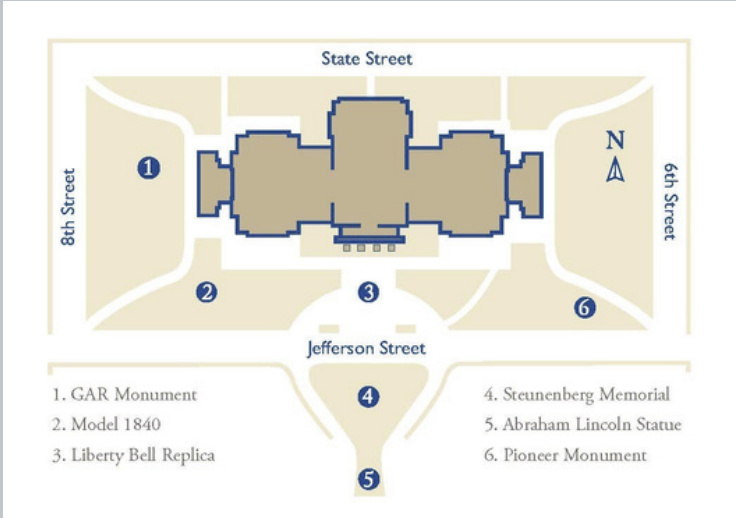 State Street
N
1
8th Street
6th Street
2
3
6
Jefferson Street
1. GAR Monument
2. Model 1840
3. Liberty Bell Replica
4
4. Steunenberg Memorial
5. Abraham Lincoln Statue
6. Pioneer Monument
5